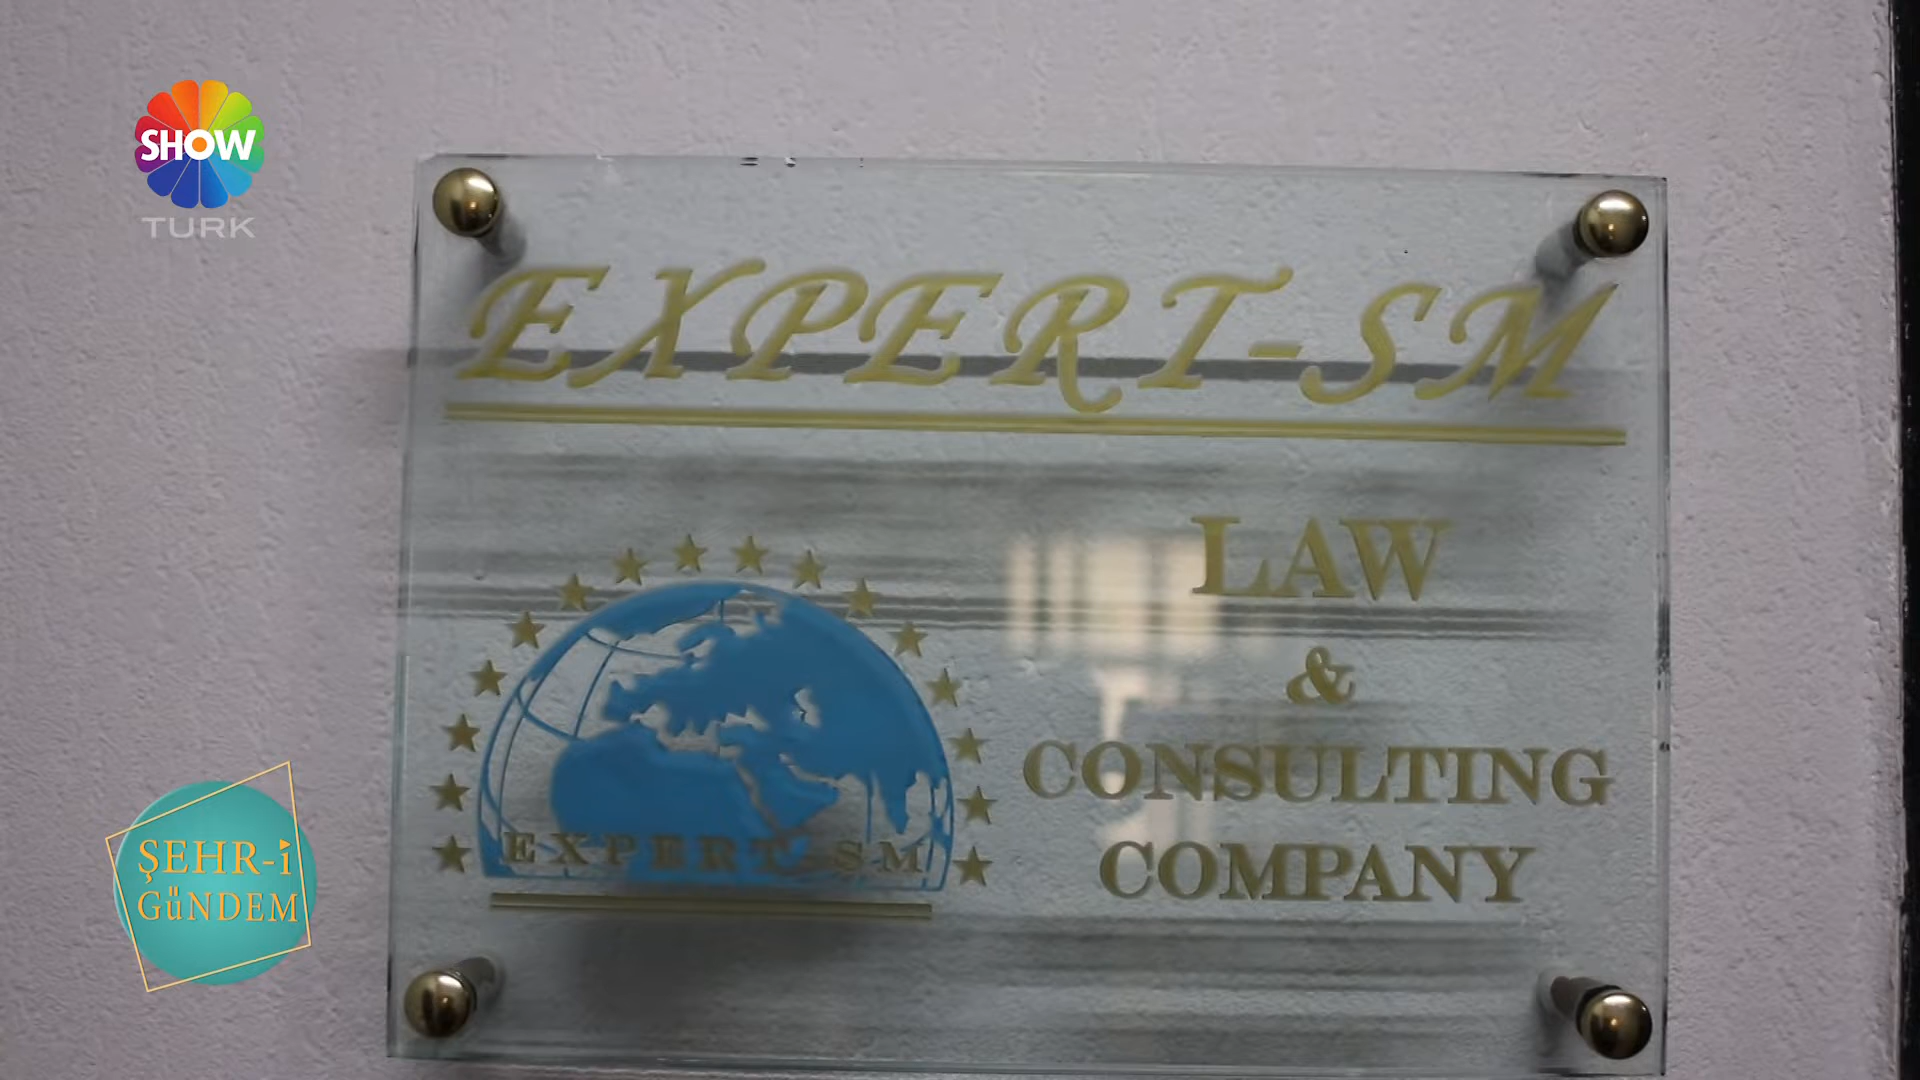 SHOW
TURK
EXPERT-SM
LAW
&
CONSULTING
COMPANY
EXPERT-SM
ŞEHR-i
GüNDEM